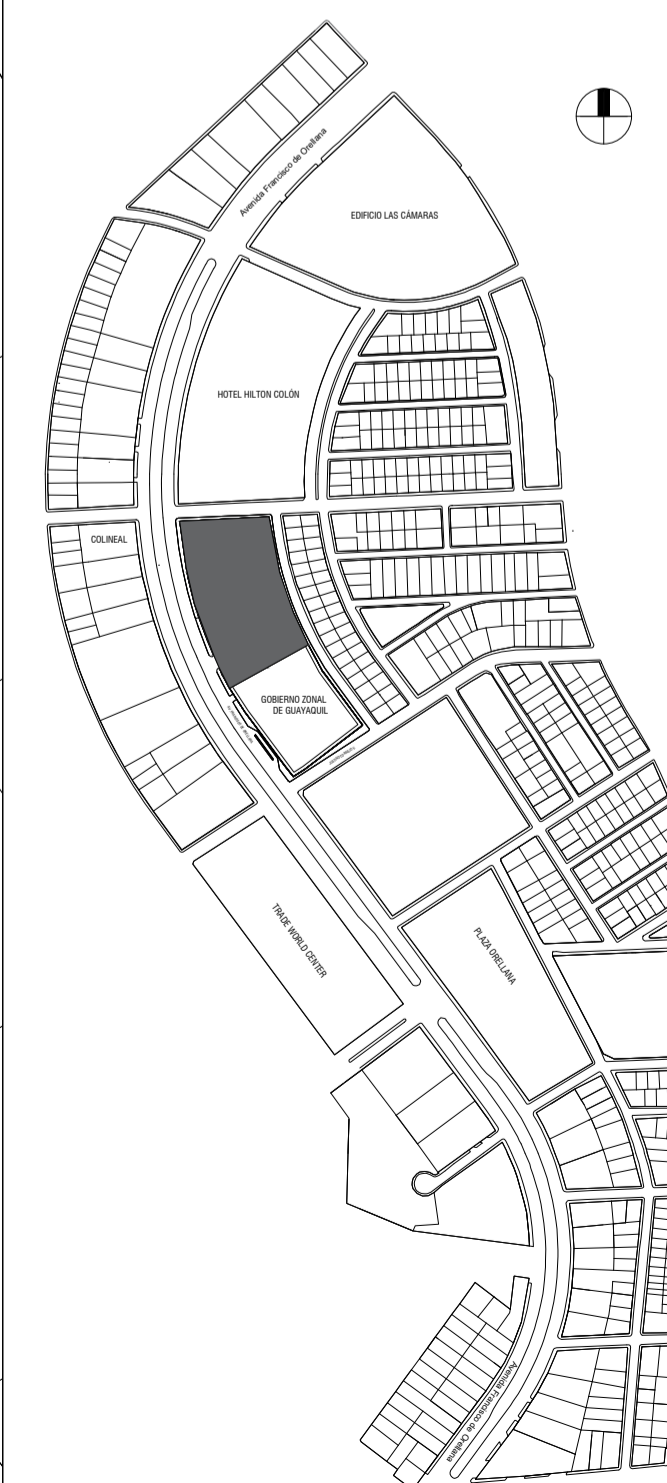 Avenida Francisco de Orellana
EDIFICIO LAS CÁMARAS
HOTEL HILTON COLÓN
COLINEAL
GOBIERNO ZONAL
DE GUAYAQUIL
TRADE WORLD CENTER
PLAZA ORELLANA
Avenida Francisco de Orellana